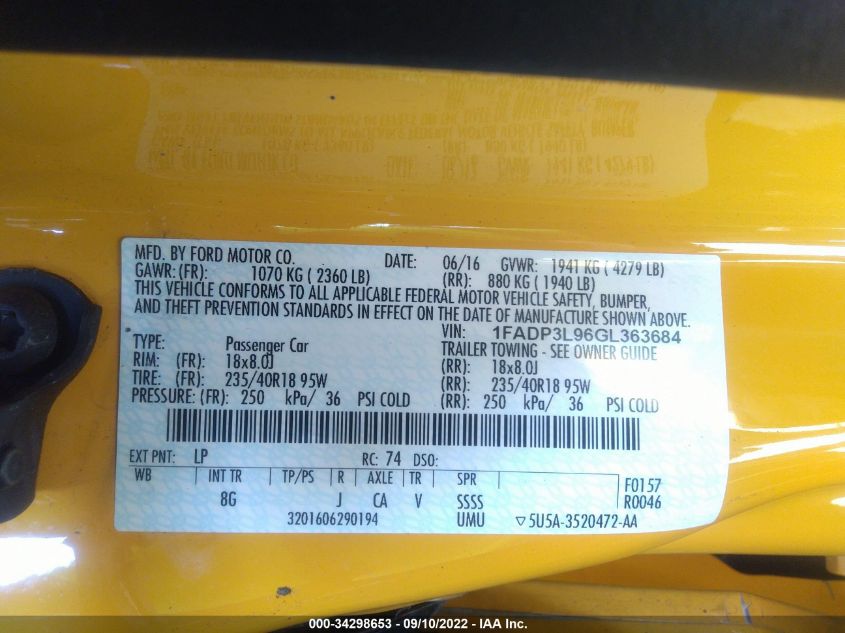 MFD. BY FORD MOTOR CO. DATE: 06/16 GVWR: 1941 KG ( 4279 LB)
GAWR: (FR): 1070 KG ( 2360 LB) (RR): 880 KG ( 1940 LB)
THIS VEHICLE CONFORMS TO ALL APPLICABLE FEDERAL MOTOR VEHICLE SAFETY, BUMPER,
AND THEFT PREVENTION STANDARDS IN EFFECT ON THE DATE OF MANUFACTURE SHOWN ABOVE.
VIN: 1FADP3L96GL363684
TYPE: Passenger Car TRAILER TOWING - SEE OWNER GUIDE
RIM: (FR): 18x8.0J (RR): 18x8.0J
TIRE: (FR): 235/40R18 95W (RR): 235/40R18 95W
PRESSURE: (FR): 250 kPa/ 36 PSI COLD (RR): 250 kPa/ 36 PSI COLD
EXT PNT: LP RC: 74 DSO:
WB INT TR TP/PS R AXLE TR SPR F0157
8G J CA V SSSS R0046
3201606290194 UMU ▽5U5A-3520472-AA
000-34298653 - 09/10/2022 - IAA Inc.